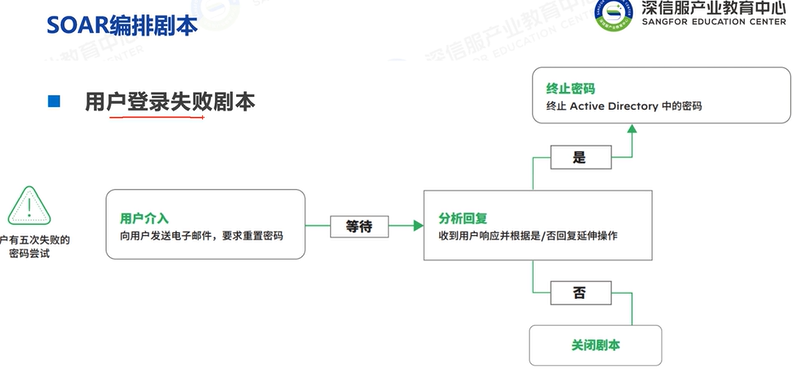 SOAR编排剧本
深信服产业教育中心
SANGFOR EDUCATION CENTER
用户登录失败剧本
终止密码
终止 Active Directory 中的密码
是
用户介入
向用户发送电子邮件，要求重置密码
等待
分析回复
收到用户响应并根据是/否回复延伸操作
户有五次失败的
密码尝试
否
关闭剧本